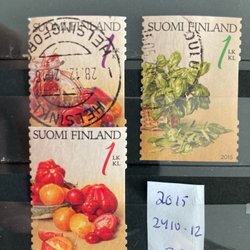 SUOMI FINLAND
1
LK
KL
HELSINKI
28.12
HELSINGFORS
SUOMI FINLAND
1
LK
KL
2015
SUOMI FINLAND
1
LK
KL
2015
2410-12